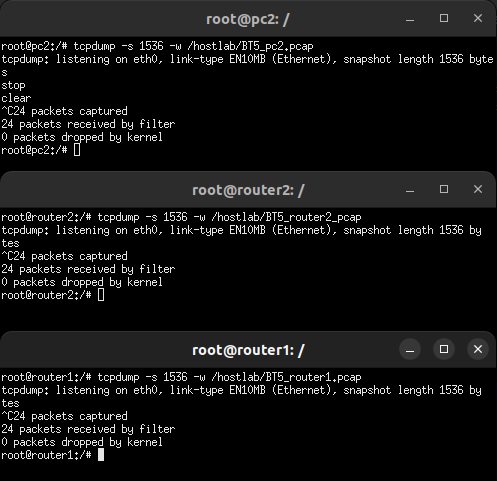 root@pc2: /
root@pc2:/# tcpdump -s 1536 -w /hostlab/BT5_pc2.pcap
tcpdump: listening on eth0, link-type EN10MB (Ethernet), snapshot length 1536 byte
s
stop
clear
^C24 packets captured
24 packets received by filter
0 packets dropped by kernel
root@pc2:/#
root@router2: /
root@router2:/# tcpdump -s 1536 -w /hostlab/BT5_router2_pcap
tcpdump: listening on eth0, link-type EN10MB (Ethernet), snapshot length 1536 by
tes
^C24 packets captured
24 packets received by filter
0 packets dropped by kernel
root@router2:/#
root@router1: /
root@router1:/# tcpdump -s 1536 -w /hostlab/BT5_router1.pcap
tcpdump: listening on eth0, link-type EN10MB (Ethernet), snapshot length 1536 by
tes
^C24 packets captured
24 packets received by filter
0 packets dropped by kernel
root@router1:/#